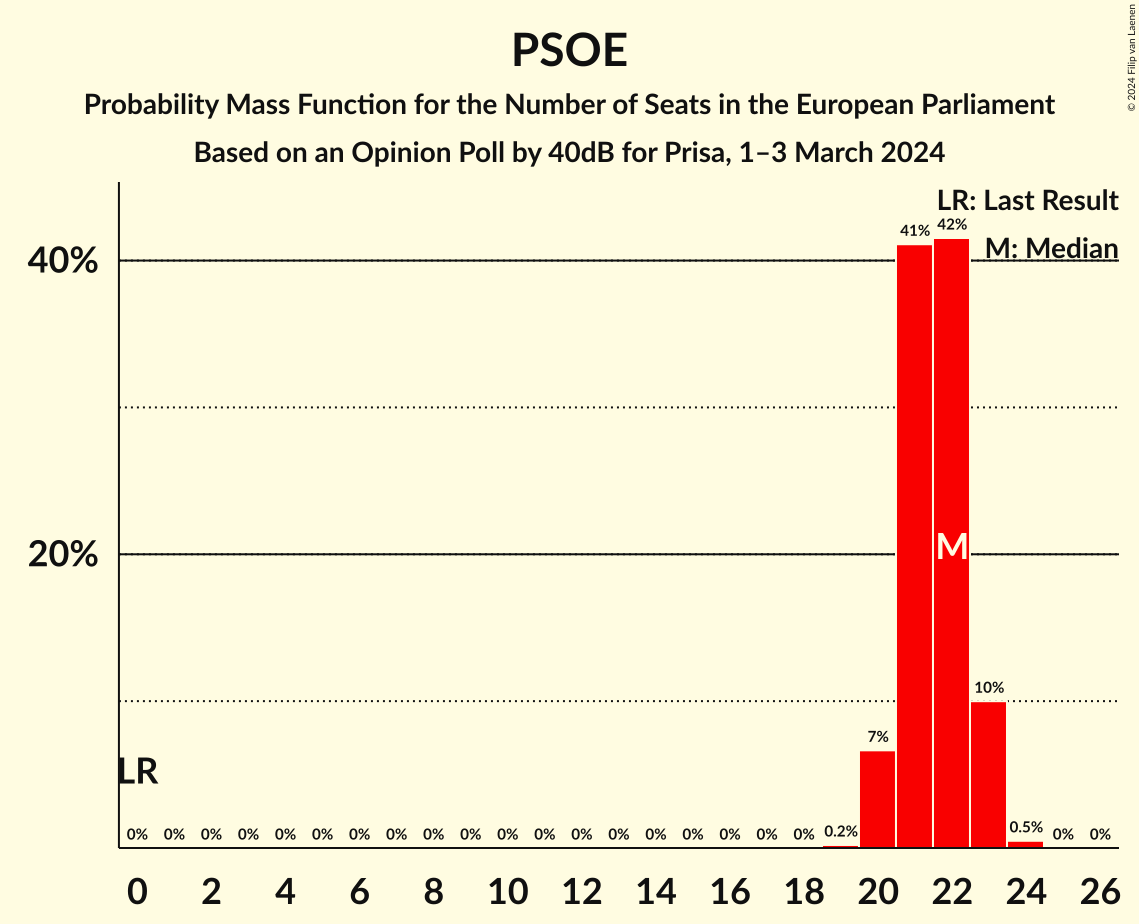 PSOE
Probability Mass Function for the Number of Seats in the European Parliament
Based on an Opinion Poll by 40dB for Prisa, 1–3 March 2024
© 2024 Filip van Laenen
LR: Last Result
M: Median
40%
20%
41%
42%
M
10%
7%
LR
0% 0% 0% 0% 0% 0% 0% 0% 0% 0% 0% 0% 0% 0% 0% 0% 0% 0% 0% 0.2% 0.5% 0% 0%
0 2 4 6 8 10 12 14 16 18 20 22 24 26